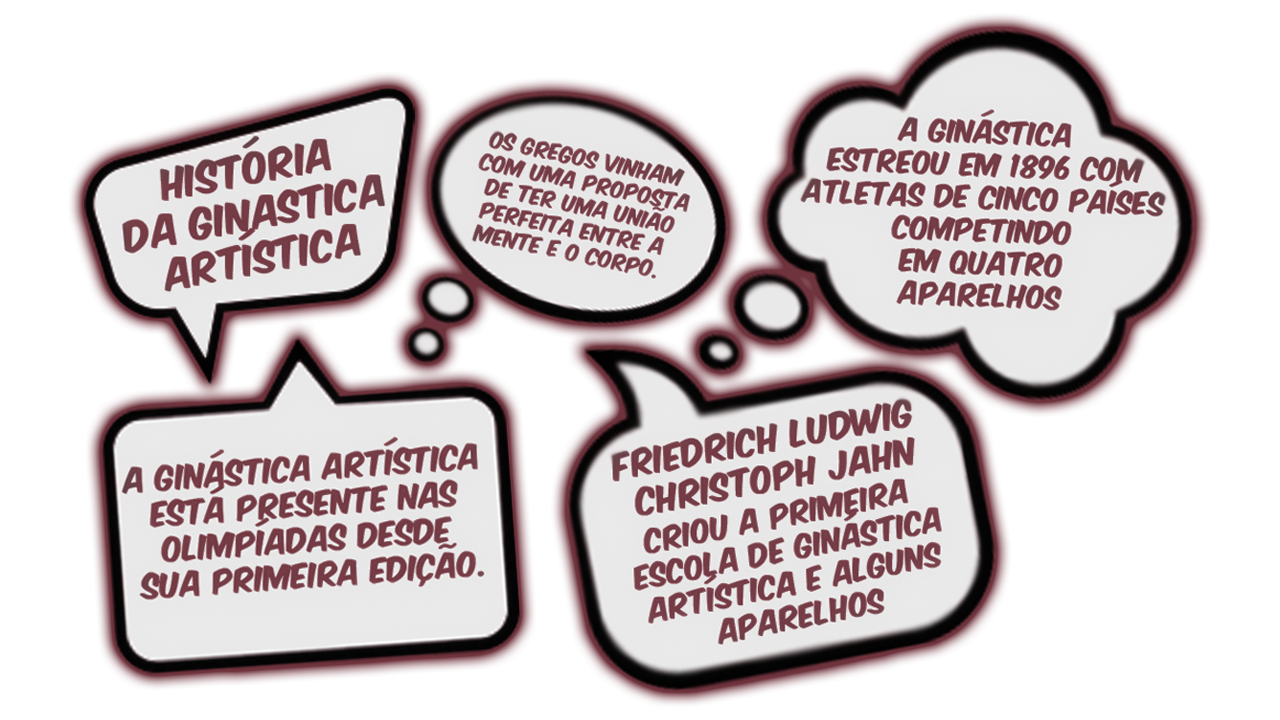 HISTÓRIA
DA GINASTICA
ARTÍSTICA
OS GREGOS VINHAM
COM UMA PROPOSTA
DE TER UMA UNIÃO
PERFEITA ENTRE A
MENTE E O CORPO.
A GINÁSTICA
ESTREOU EM 1896 COM
ATLETAS DE CINCO PAÍSES
COMPETINDO
EM QUATRO
APARELHOS
A GINÁSTICA ARTÍSTICA
ESTÁ PRESENTE NAS
OLIMPÍADAS DESDE
SUA PRIMEIRA EDIÇÃO.
FRIEDRICH LUDWIG
CHRISTOPH JAHN
CRIOU A PRIMEIRA
ESCOLA DE GINÁSTICA
ARTÍSTICA E ALGUNS
APARELHOS